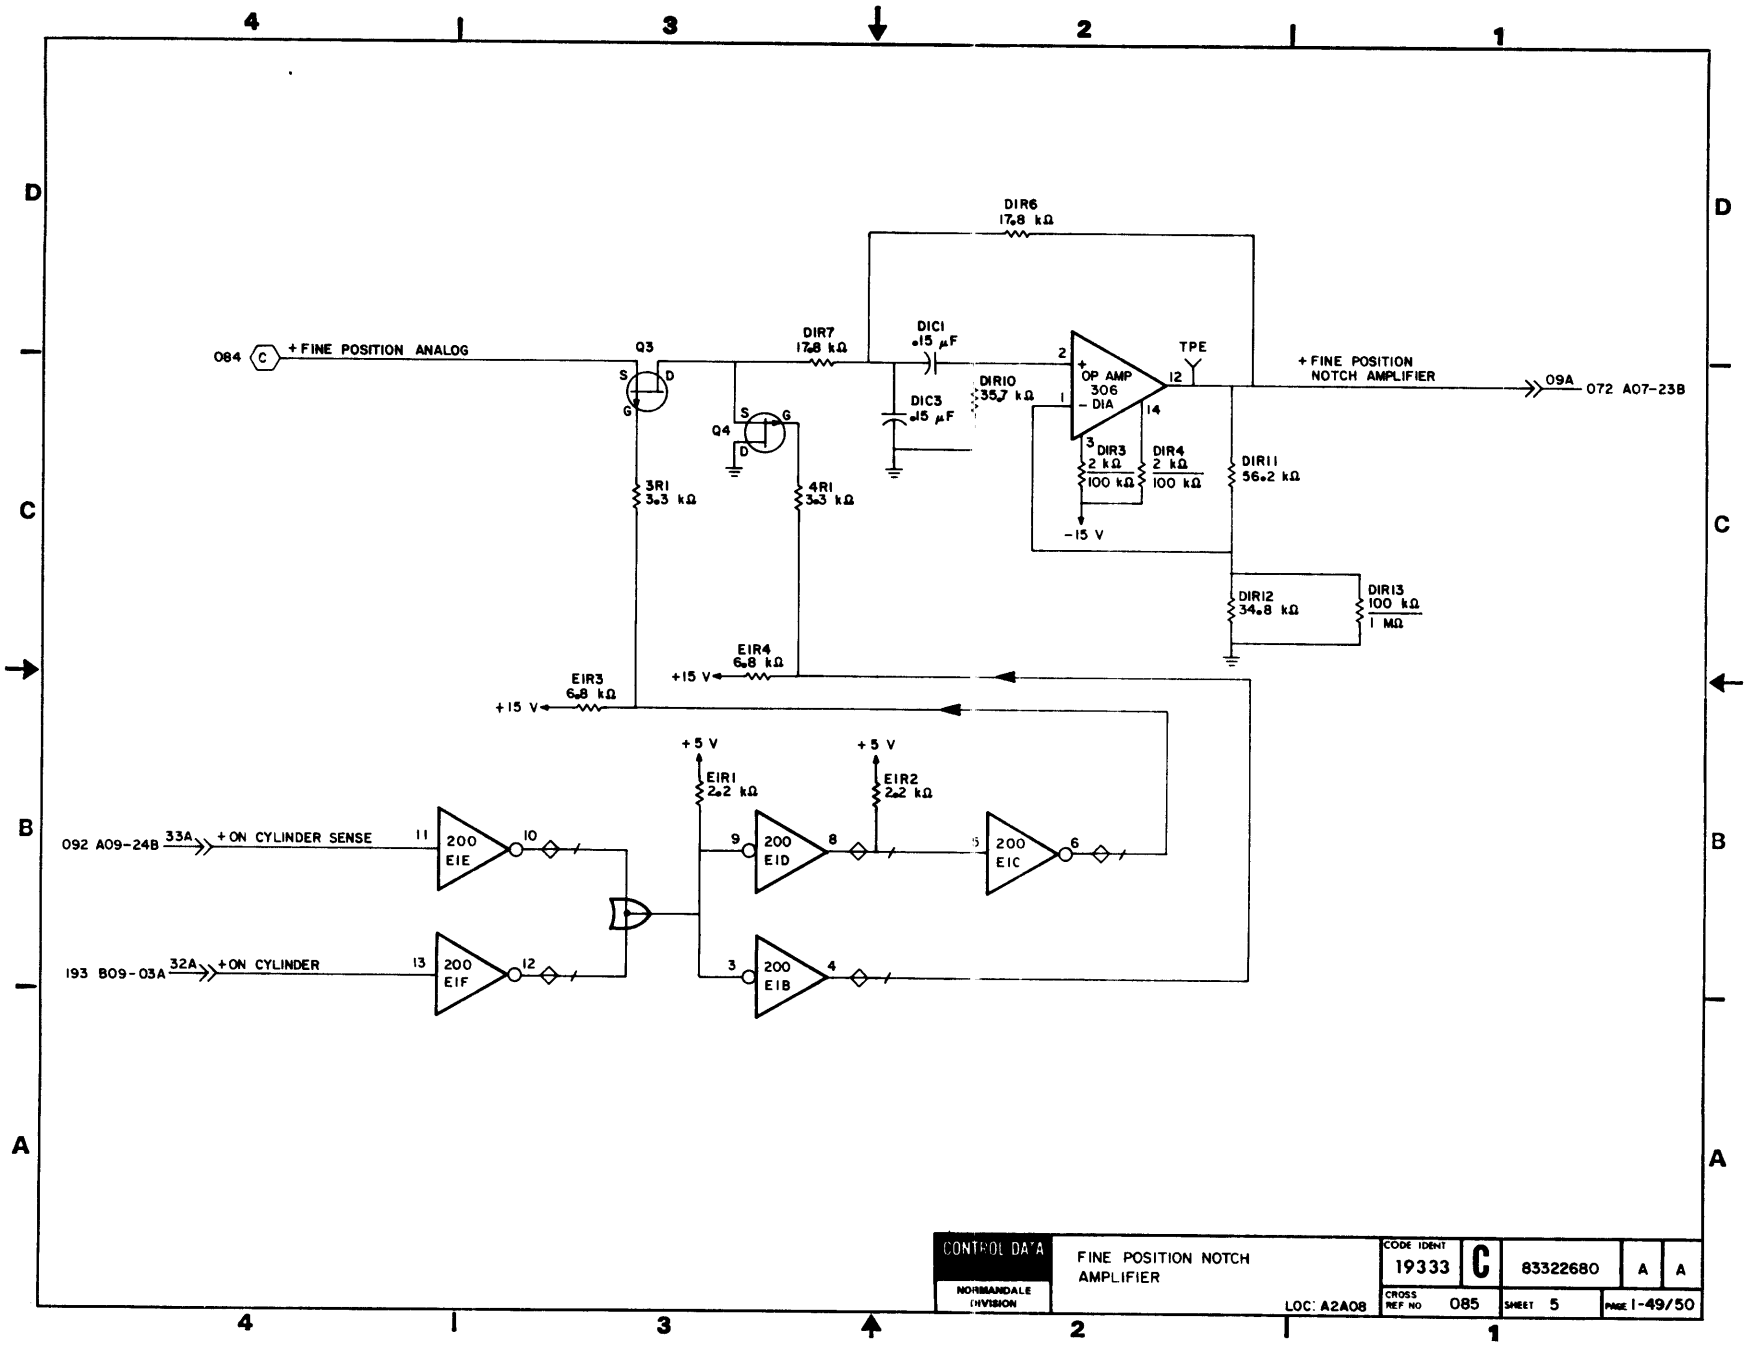 4 3 2 1
D
D
DIR6
17.8 kΩ
084 C + FINE POSITION ANALOG
Q3
S D
G
DIR7
17.8 kΩ
DIC1
.15 µF
DIR10
35.7 kΩ
DIC3
.15 µF
Q4
S G
D
2 +
OP AMP
306
1 - DIA
3
12
14
TPE
+ FINE POSITION
NOTCH AMPLIFIER
09A
072 A07-23B
DIR3
2 kΩ
100 kΩ
DIR4
2 kΩ
100 kΩ
-15 V
DIR11
56.2 kΩ
C
C
3R1
3.3 kΩ
4R1
3.3 kΩ
DIR12
34.8 kΩ
DIR13
100 kΩ
1 MΩ
EIR4
6.8 kΩ
+15 V
EIR3
6.8 kΩ
+15 V
+5 V
EIR1
2.2 kΩ
+5 V
EIR2
2.2 kΩ
B
B
092 A09-24B 33A + ON CYLINDER SENSE 11 200
EIE
10
9 200
EID
8
5 200
EIC
6
193 B09-03A 32A + ON CYLINDER 13 200
EIF
12
3 200
EIB
4
A
A
CONTROL DATA
NORMANDALE
DIVISION
FINE POSITION NOTCH
AMPLIFIER
LOC: A2A08
CODE IDENT
19333
C
83322680
A A
CROSS
REF NO 085
SHEET 5
PAGE 1-49/50
4 3 2 1